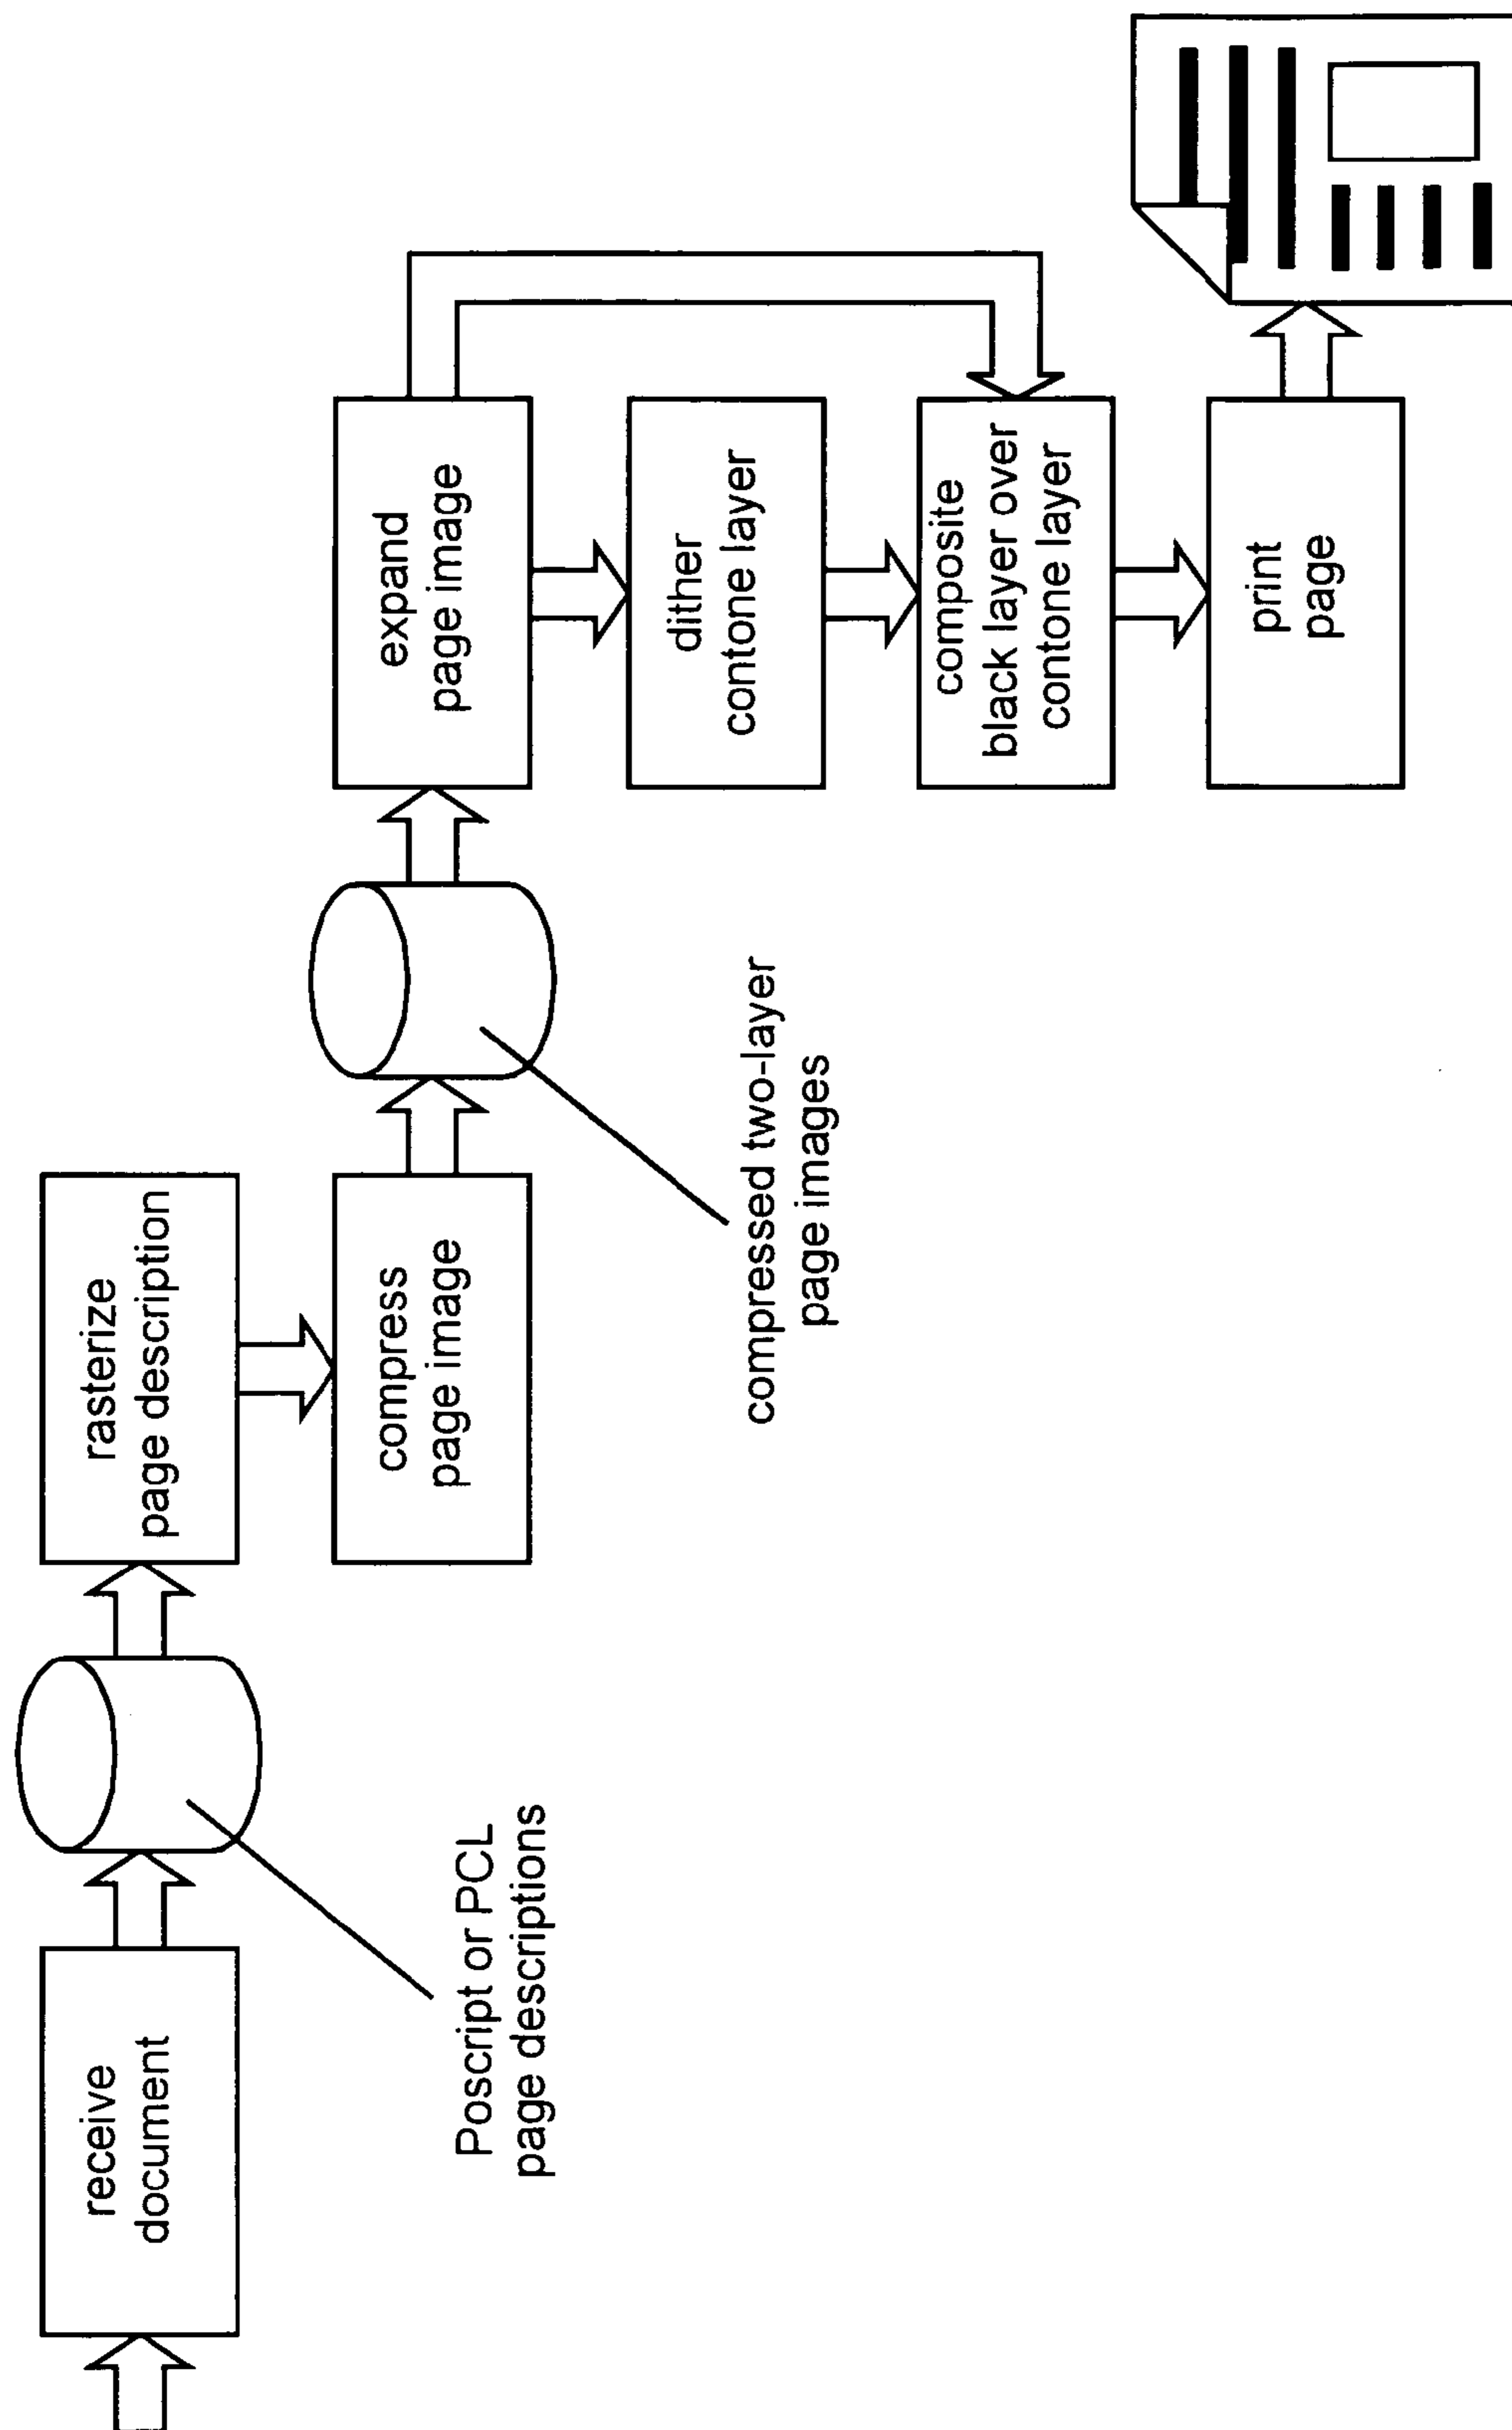 receive
document
Poscript or PCL
page descriptions
rasterize
page description
compress
page image
compressed two-layer
page images
expand
page image
dither
contone layer
composite
black layer over
contone layer
print
page